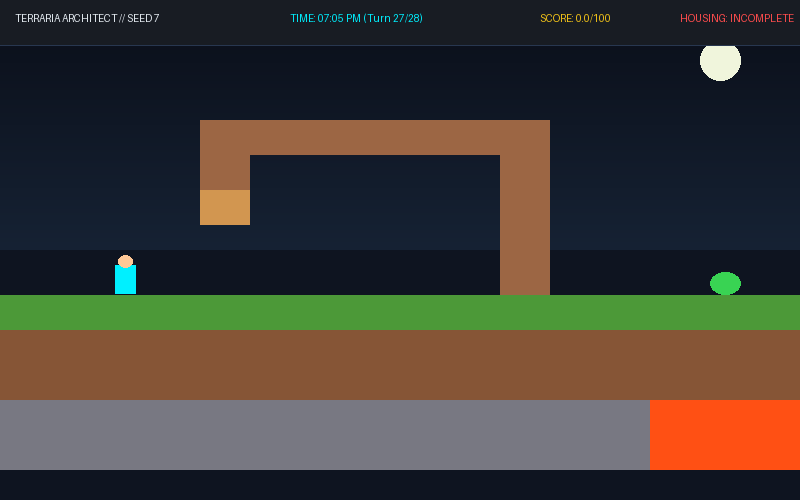 TERRARIA ARCHITECT // SEED 7
TIME: 07:05 PM (Turn 27/28)
SCORE: 0.0/100
HOUSING: INCOMPLETE